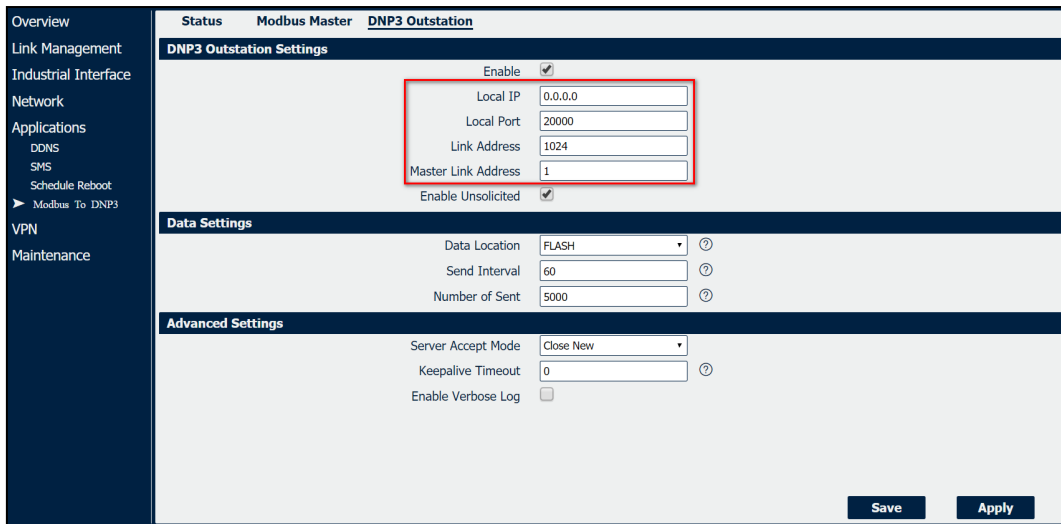 Overview
Link Management
Industrial Interface
Network
Applications
DDNS
SMS
Schedule Reboot
➤ Modbus To DNP3
VPN
Maintenance
Status Modbus Master DNP3 Outstation
DNP3 Outstation Settings
Enable
Local IP 0.0.0.0
Local Port 20000
Link Address 1024
Master Link Address 1
Enable Unsolicited
Data Settings
Data Location FLASH
Send Interval 60
Number of Sent 5000
Advanced Settings
Server Accept Mode Close New
Keepalive Timeout 0
Enable Verbose Log
Save Apply